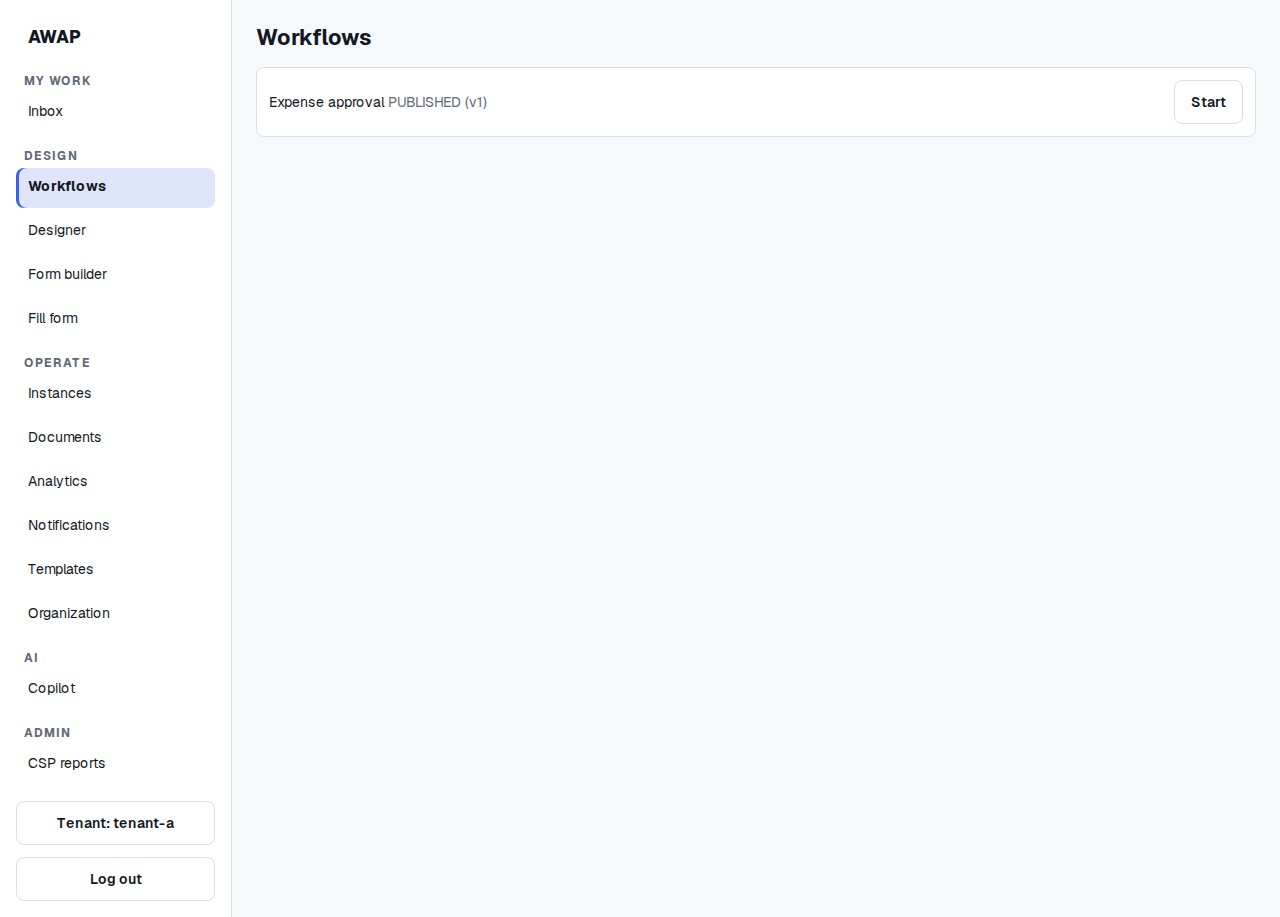 AWAP
MY WORK
Inbox
DESIGN
Workflows
Designer
Form builder
Fill form
OPERATE
Instances
Documents
Analytics
Notifications
Templates
Organization
AI
Copilot
ADMIN
CSP reports
Tenant: tenant-a
Log out
Workflows
Expense approval PUBLISHED (v1)
Start